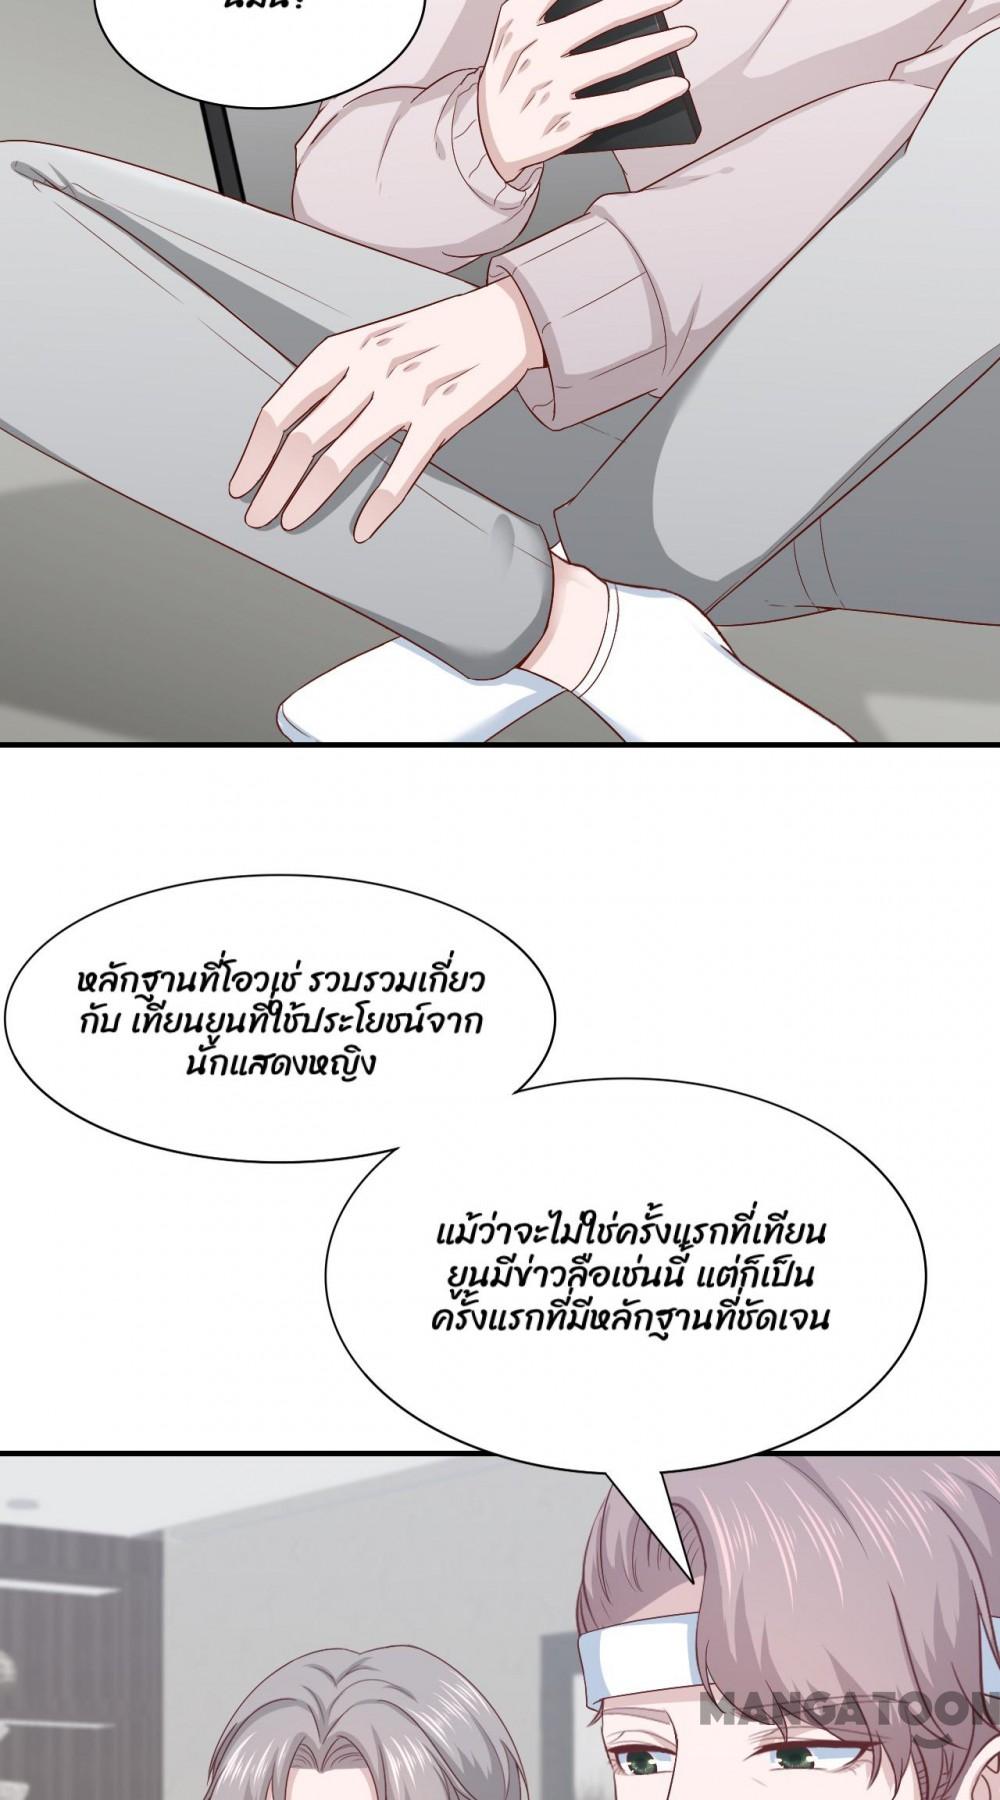 หลักฐานที่โอวเช่ รวบรวมเกี่ยว
กับ เทียนยูนที่ใช้ประโยชน์จาก
นักแสดงหญิง
แม้ว่าจะไม่ใช่ครั้งแรกที่เทียน
ยูนมีข่าวลือเช่นนี้ แต่ก็เป็น
ครั้งแรกที่มีหลักฐานที่ชัดเจน
MANGATOON